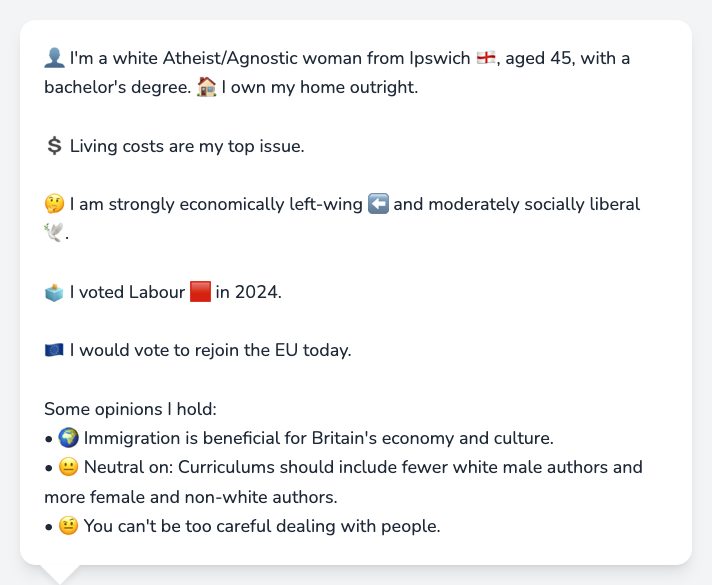 👤 I'm a white Atheist/Agnostic woman from Ipswich 🏴󠁧󠁢󠁥󠁮󠁧󠁿, aged 45, with a
bachelor's degree. 🏠 I own my home outright.
💲 Living costs are my top issue.
🤔 I am strongly economically left-wing ⬅️ and moderately socially liberal
🕊️.
🗳️ I voted Labour 🟥 in 2024.
🇪🇺 I would vote to rejoin the EU today.
Some opinions I hold:
• 🌍 Immigration is beneficial for Britain's economy and culture.
• 😐 Neutral on: Curriculums should include fewer white male authors and
more female and non-white authors.
• 🤨 You can't be too careful dealing with people.